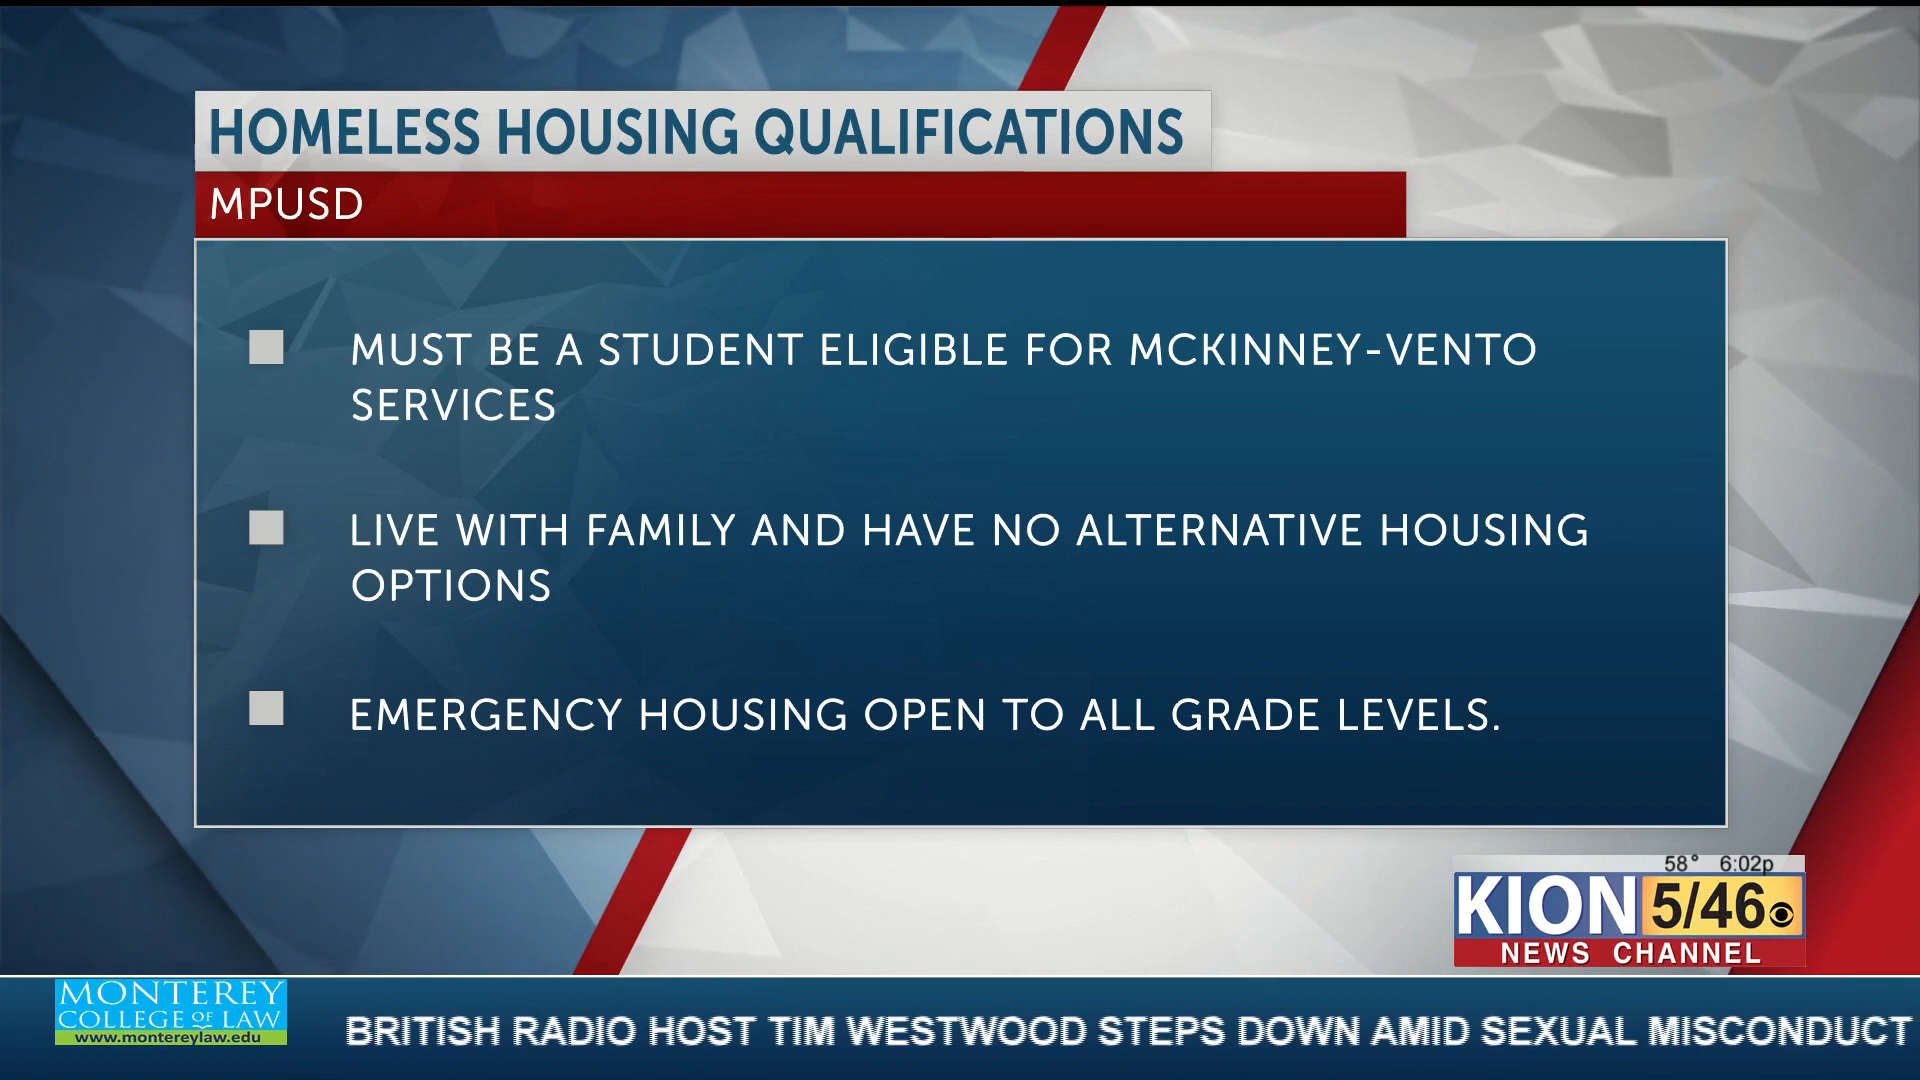 HOMELESS HOUSING QUALIFICATIONS
MPUSD
MUST BE A STUDENT ELIGIBLE FOR MCKINNEY-VENTO
SERVICES
LIVE WITH FAMILY AND HAVE NO ALTERNATIVE HOUSING
OPTIONS
EMERGENCY HOUSING OPEN TO ALL GRADE LEVELS.
58° 6:02p
KION 5/46
NEWS CHANNEL
MONTEREY
COLLEGE OF LAW
www.montereylaw.edu
BRITISH RADIO HOST TIM WESTWOOD STEPS DOWN AMID SEXUAL MISCONDUCT